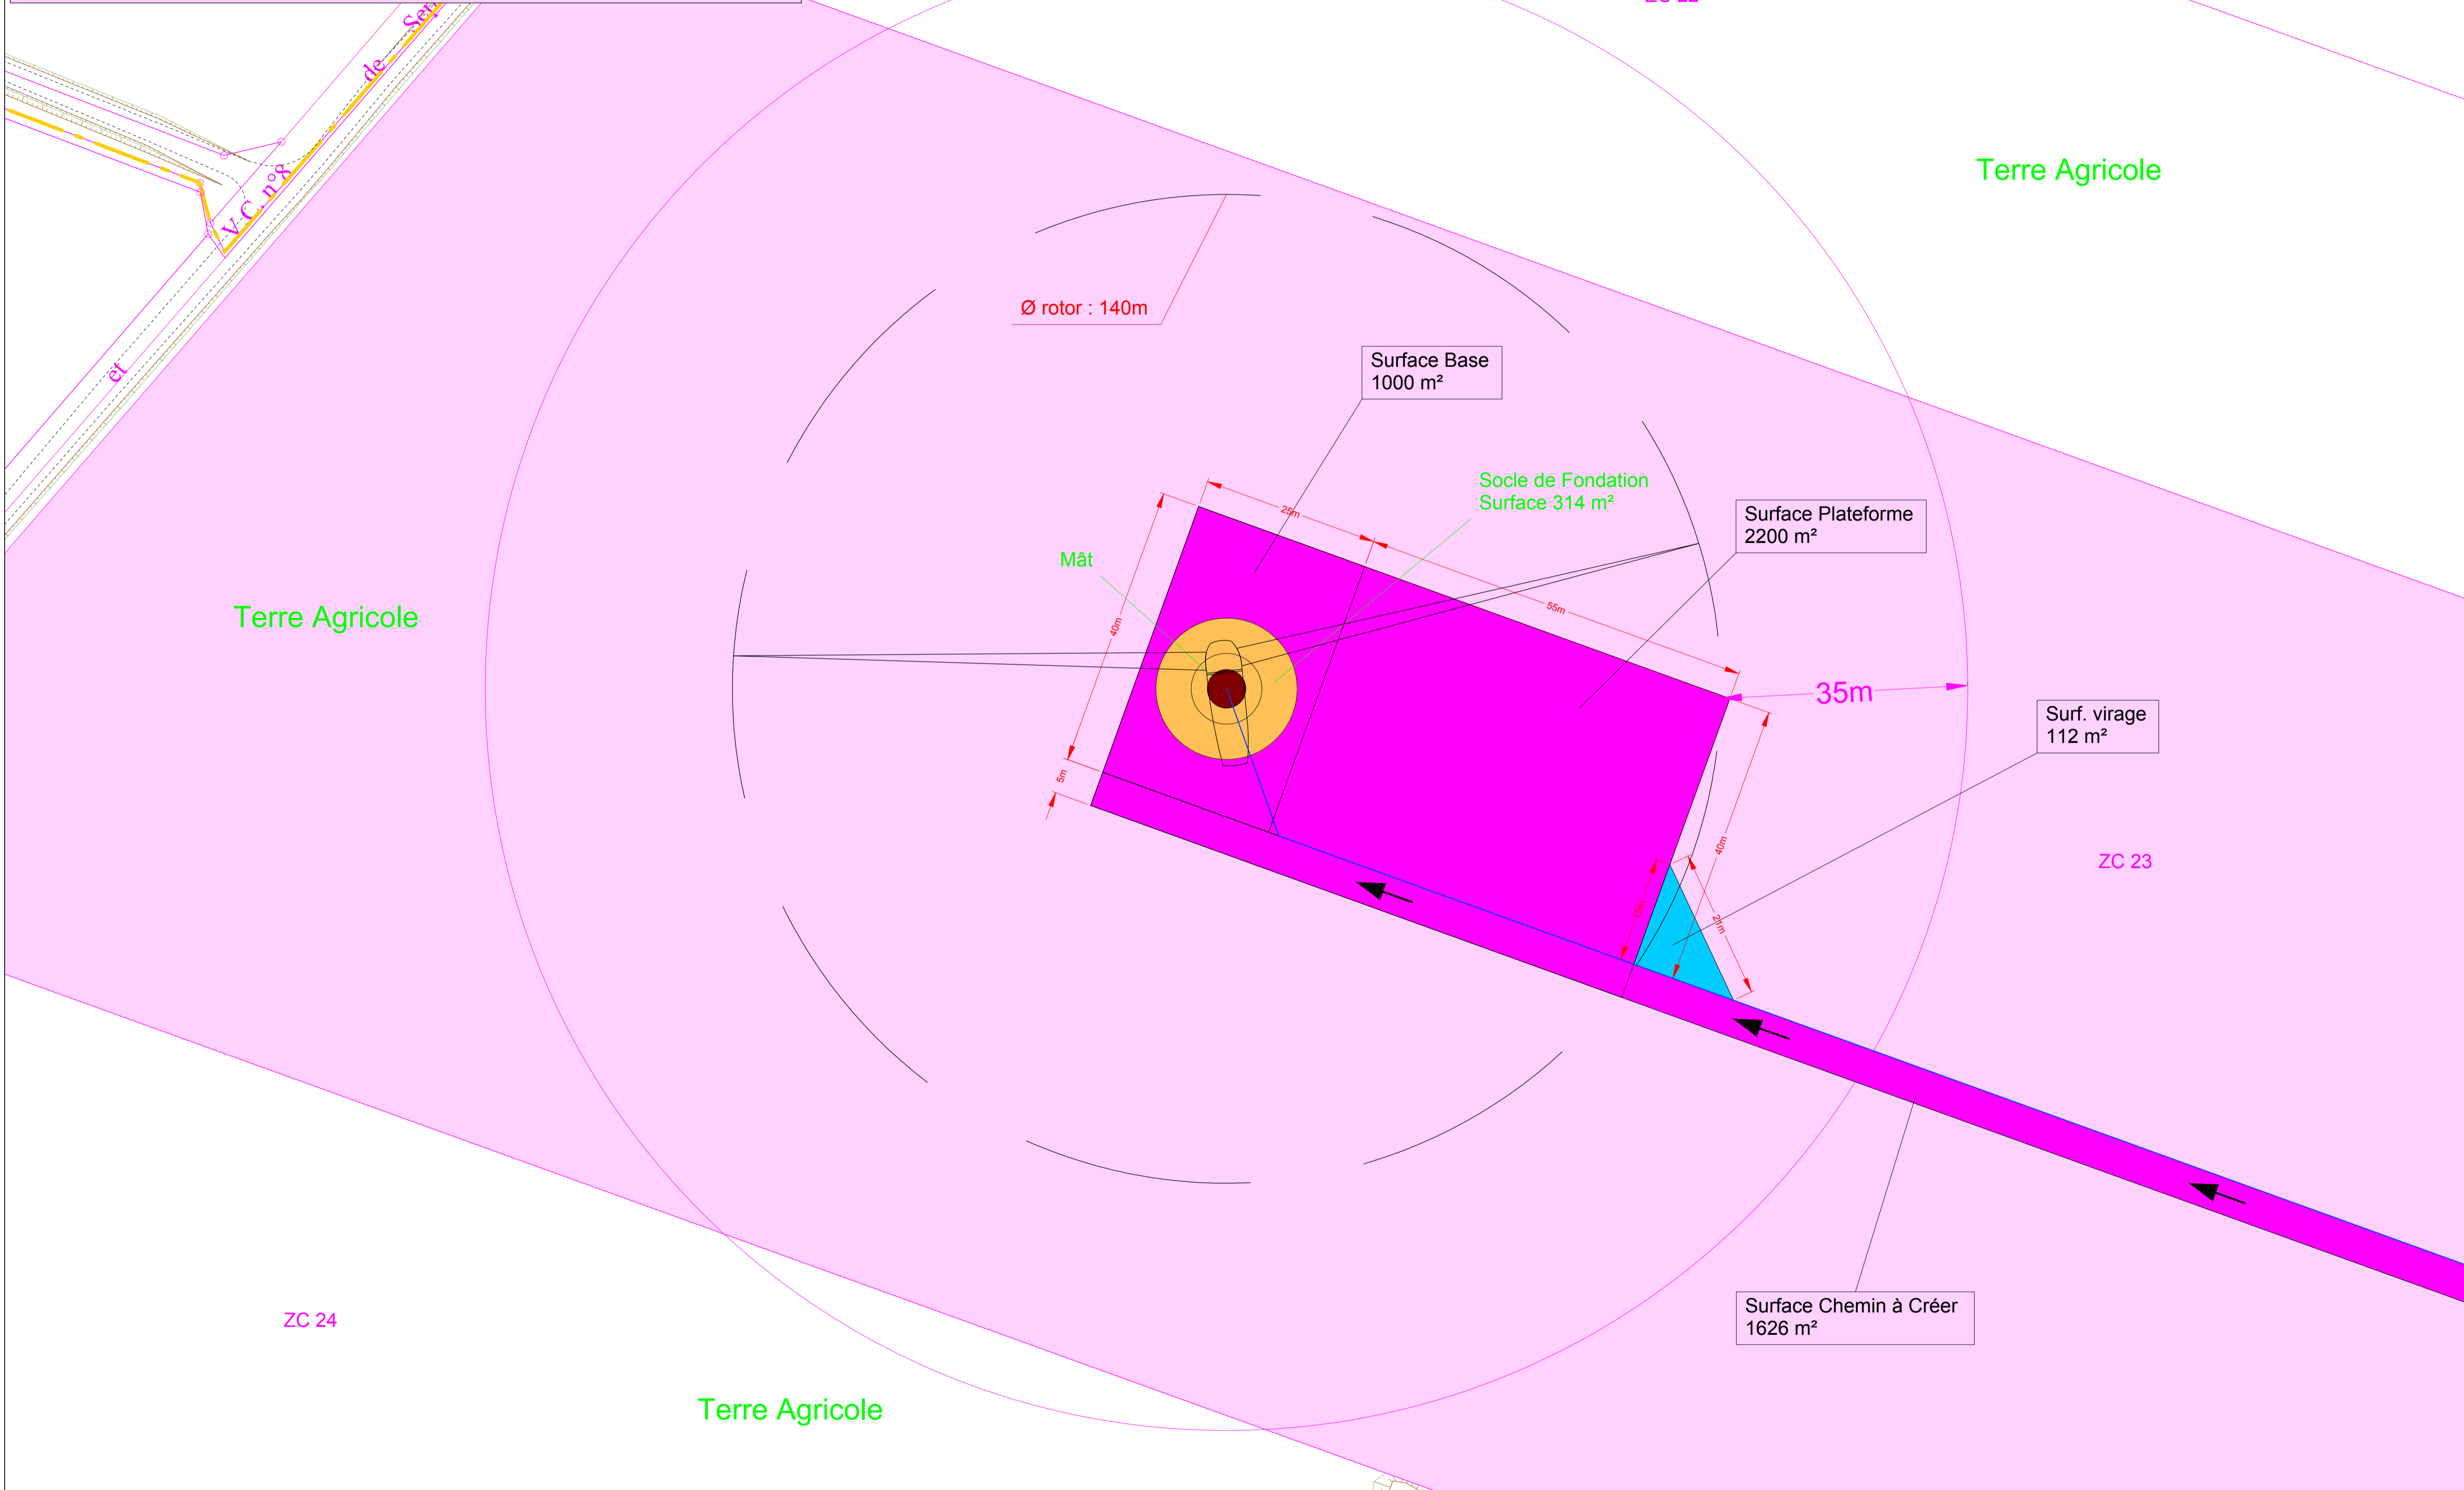 de
V.C. n°8
et
Terre Agricole
Ø rotor : 140m
Surface Base
1000 m²
Socle de Fondation
Surface 314 m²
Surface Plateforme
2200 m²
25m
Mât
55m
Terre Agricole
40m
35m
Surf. virage
112 m²
5m
40m
ZC 23
21m
ZC 24
Surface Chemin à Créer
1626 m²
Terre Agricole